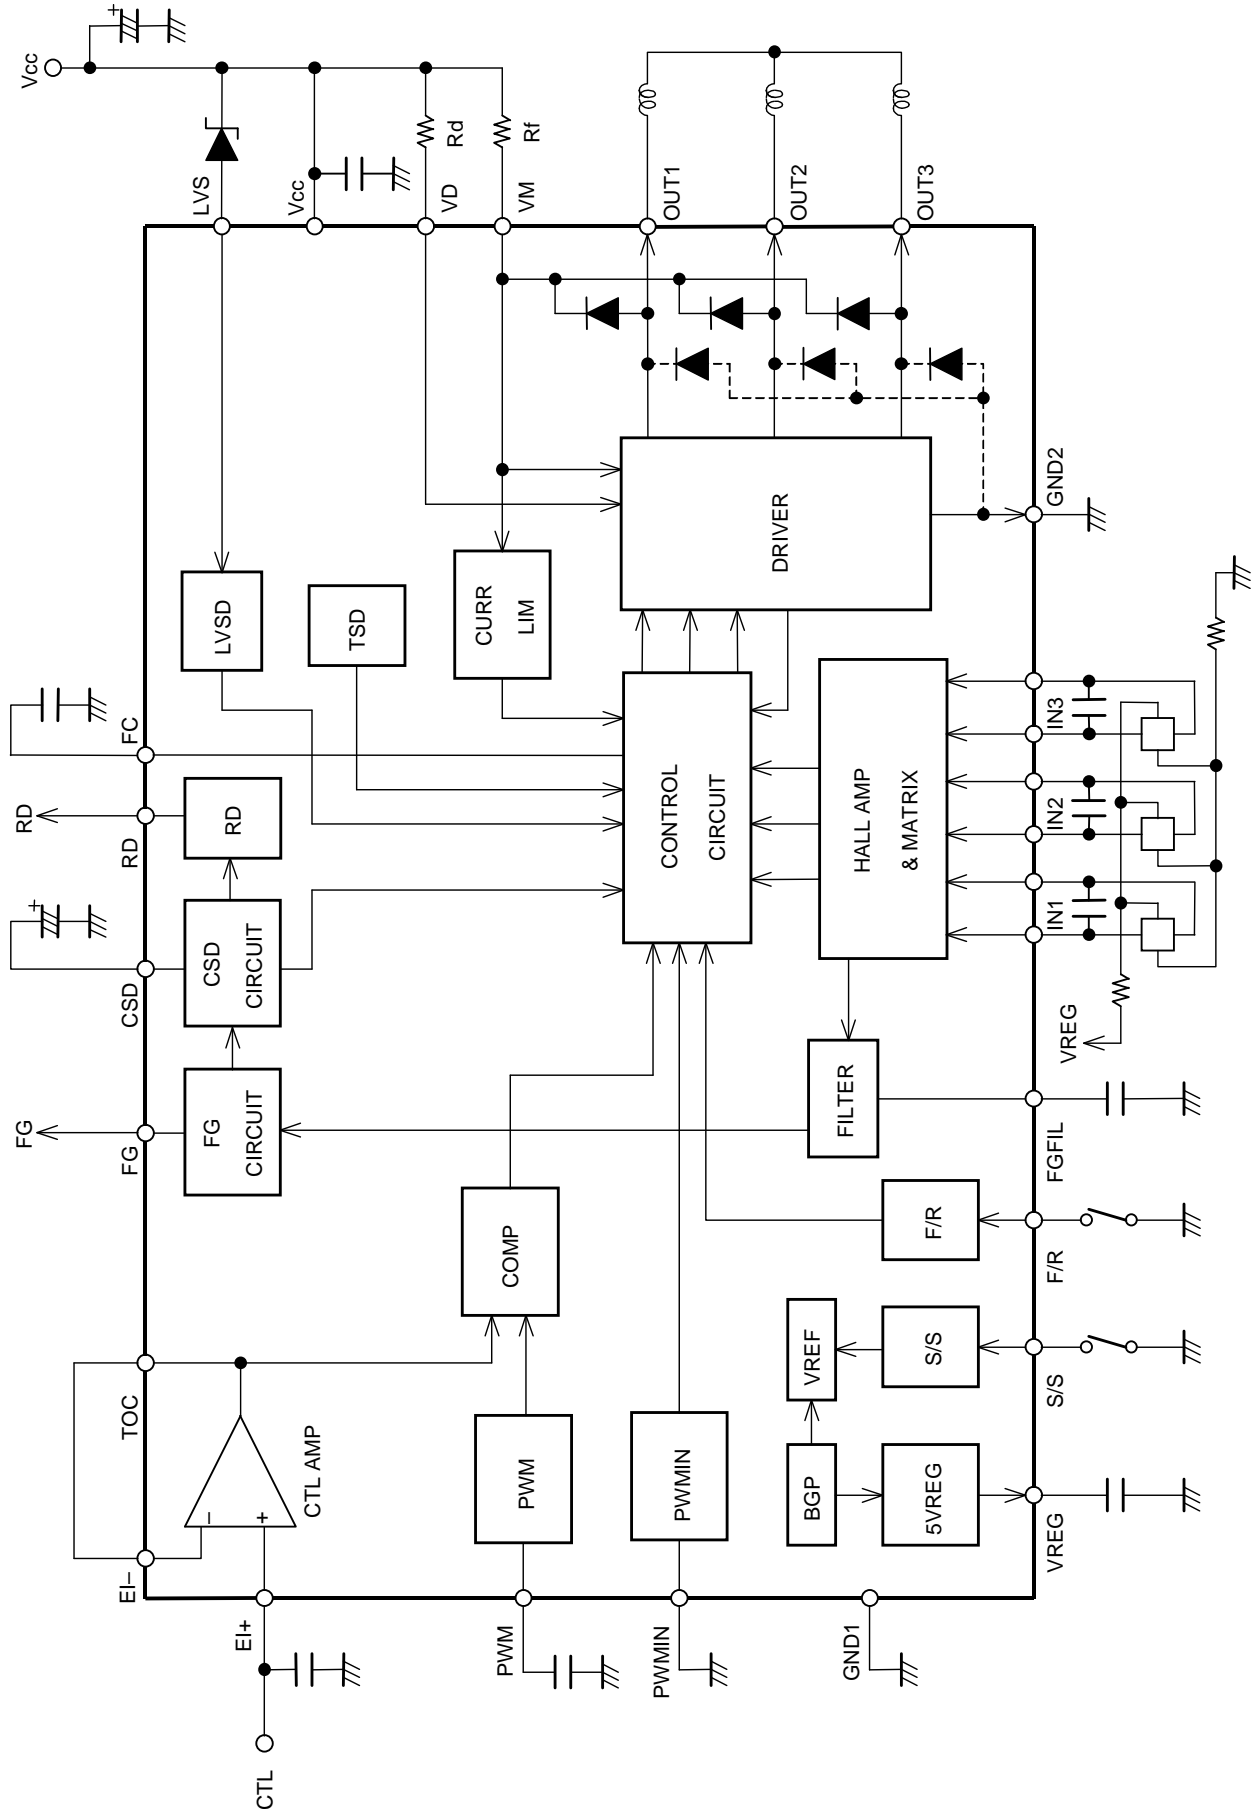 FG
RD
Vcc
+
+
EI–
TOC
FG
CSD
RD
FC
LVS
Vcc
VD
Rd
VM
Rf
EI+
CTL
–
+
CTL AMP
FG
CIRCUIT
CSD
CIRCUIT
RD
LVSD
TSD
CURR
LIM
PWM
PWM
COMP
PWMIN
PWMIN
CONTROL
CIRCUIT
DRIVER
OUT1
OUT2
OUT3
GND1
BGP
VREF
5VREG
S/S
F/R
FILTER
HALL AMP
& MATRIX
VREG
S/S
F/R
FGFIL
VREG
IN1
IN2
IN3
GND2